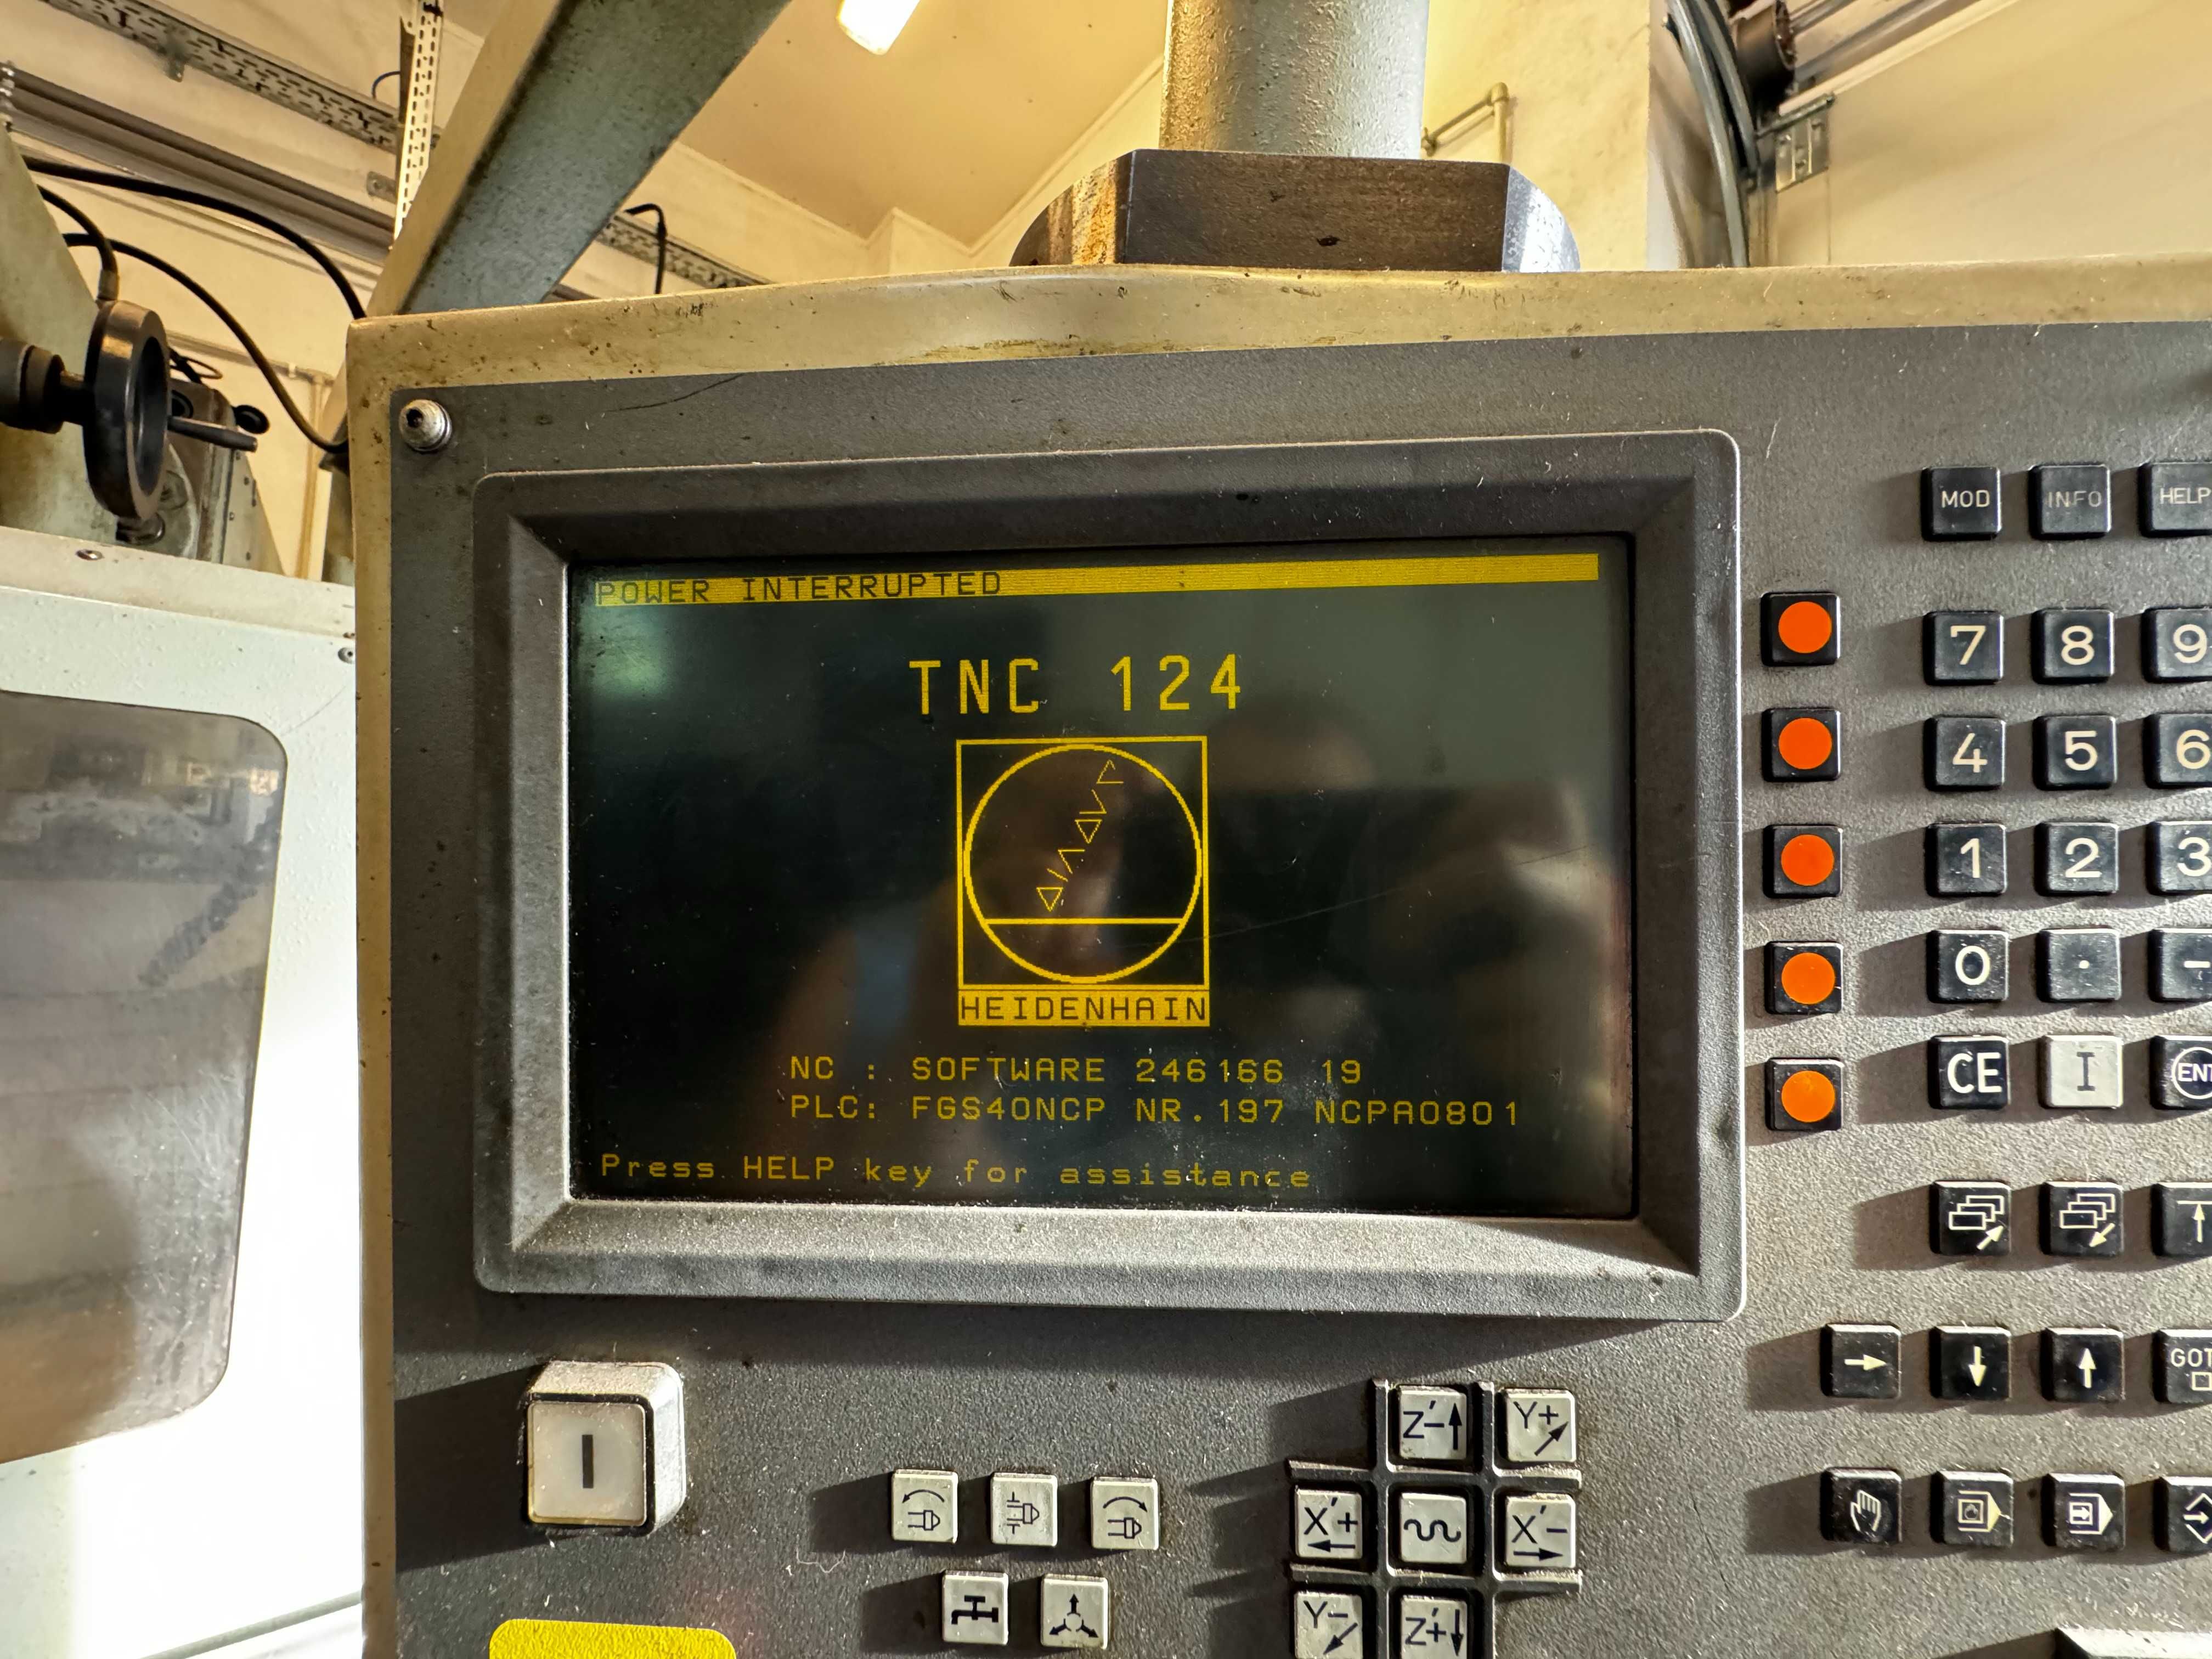 POWER INTERRUPTED
TNC 124
HEIDENHAIN
NC : SOFTWARE 246166 19
PLC: FGS40NCP NR.197 NCPA0801
Press HELP key for assistance
MOD INFO HELP
7 8 9
4 5 6
1 2 3
0 . -
CE I ENT
GOT
I
Z'- Y+
X'+ X'-
Y- Z'+